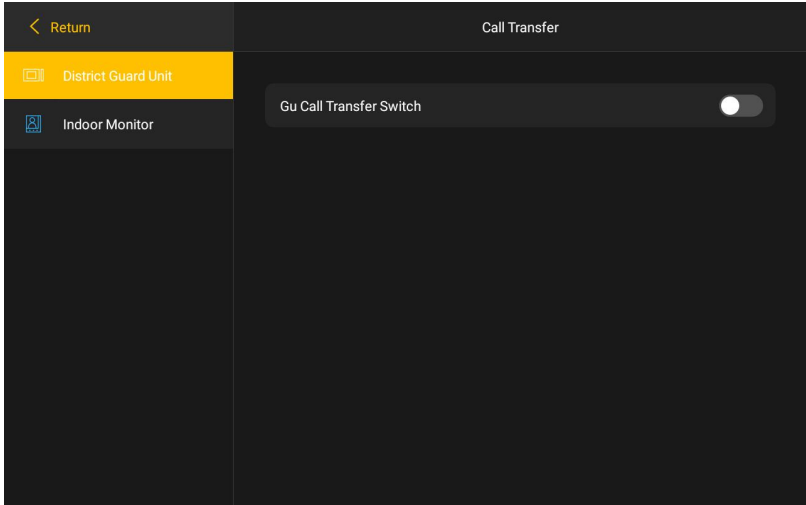 Return
Call Transfer
District Guard Unit
Gu Call Transfer Switch
Indoor Monitor